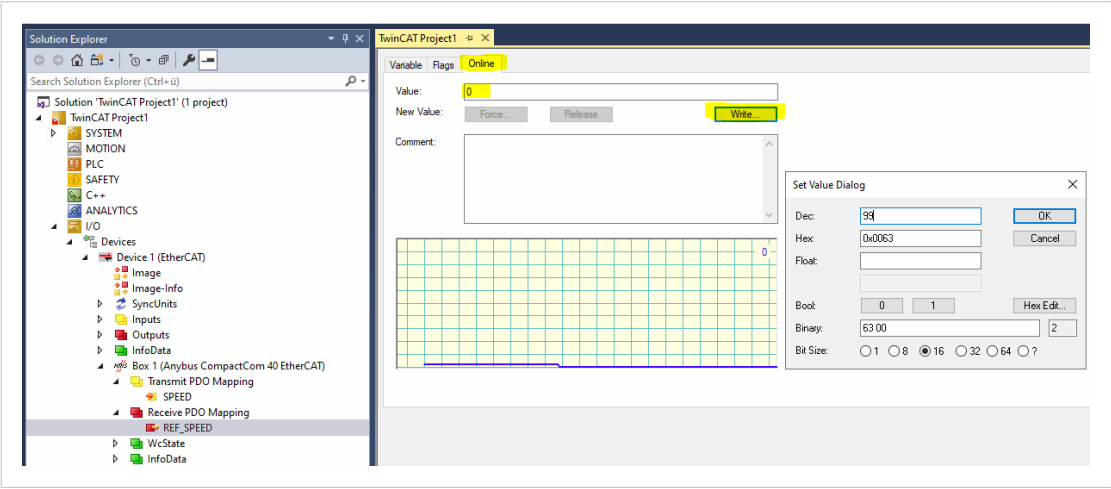 Solution Explorer
Search Solution Explorer (Ctrl+ü)
Solution 'TwinCAT Project1' (1 project)
TwinCAT Project1
SYSTEM
MOTION
PLC
SAFETY
C++
ANALYTICS
I/O
Devices
Device 1 (EtherCAT)
Image
Image-Info
SyncUnits
Inputs
Outputs
InfoData
Box 1 (Anybus CompactCom 40 EtherCAT)
Transmit PDO Mapping
SPEED
Receive PDO Mapping
REF_SPEED
WcState
InfoData
TwinCAT Project1
Variable Flags Online
Value: 0
New Value: Force... Release Write...
Comment:
0
Set Value Dialog
Dec: 99 OK
Hex: 0x0063 Cancel
Float:
Bool: 0 1 Hex Edit...
Binary: 63 00 2
Bit Size: 1 8 16 32 64 ?